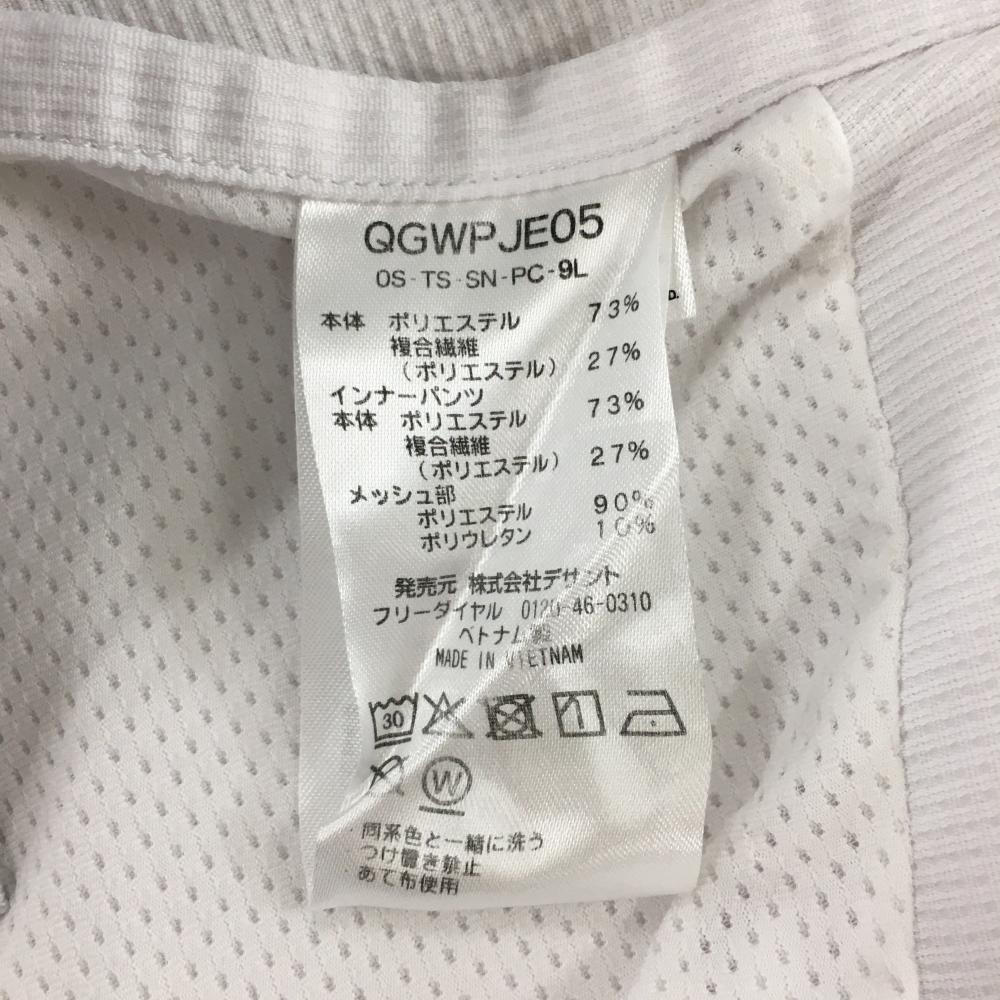 QGWPJE05
OS-TS-SN-PC-9L
本体 ポリエステル 73%
複合繊維
(ポリエステル) 27%
インナーパンツ
本体 ポリエステル 73%
複合繊維
(ポリエステル) 27%
メッシュ部
ポリエステル 90%
ポリウレタン 10%
発売元 株式会社デサント
フリーダイヤル 0120-46-0310
ベトナム製
MADE IN VIETNAM
30
W
・同系色と一緒に洗う
・つけ置き禁止
・あて布使用
D.